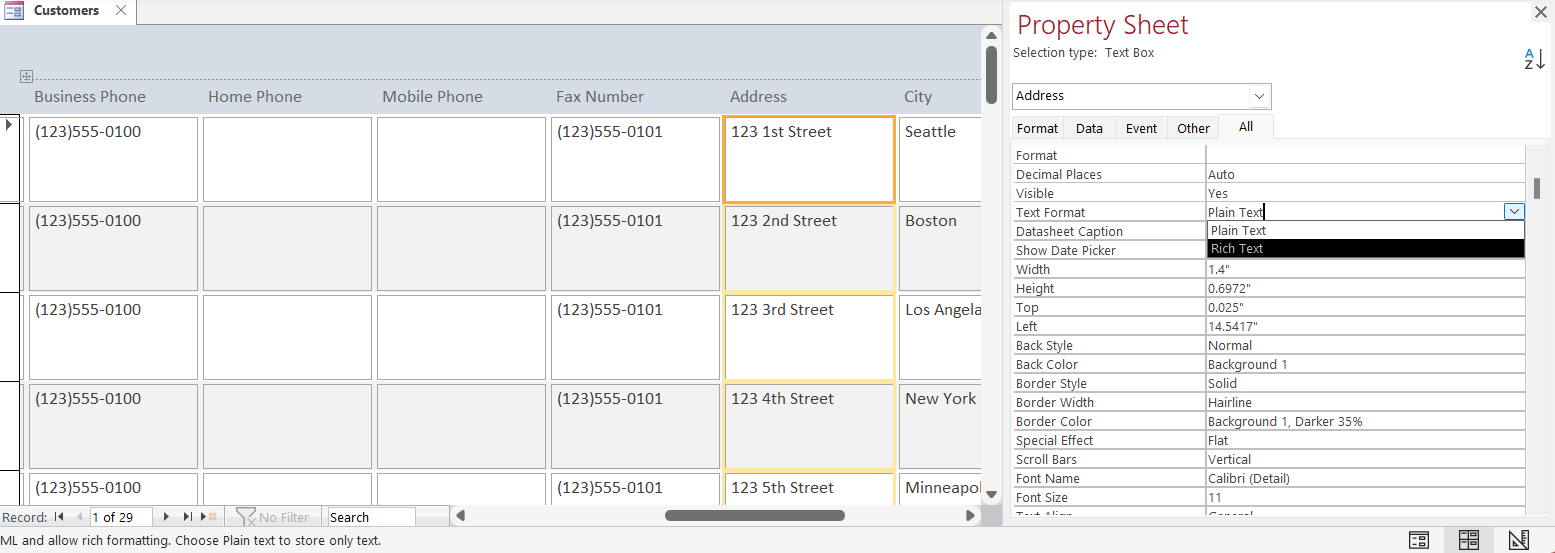 Customers
Business Phone Home Phone Mobile Phone Fax Number Address City
(123)555-0100 (123)555-0101 123 1st Street Seattle
(123)555-0100 (123)555-0101 123 2nd Street Boston
(123)555-0100 (123)555-0101 123 3rd Street Los Angela
(123)555-0100 (123)555-0101 123 4th Street New York
(123)555-0100 (123)555-0101 123 5th Street Minneapol
Record: 1 of 29 No Filter Search
ML and allow rich formatting. Choose Plain text to store only text.
Property Sheet
Selection type: Text Box
A
Z
Address
Format Data Event Other All
Format
Decimal Places Auto
Visible Yes
Text Format Plain Text
Datasheet Caption Plain Text
Show Date Picker Rich Text
Width 1.4"
Height 0.6972"
Top 0.025"
Left 14.5417"
Back Style Normal
Back Color Background 1
Border Style Solid
Border Width Hairline
Border Color Background 1, Darker 35%
Special Effect Flat
Scroll Bars Vertical
Font Name Calibri (Detail)
Font Size 11
Text Align General